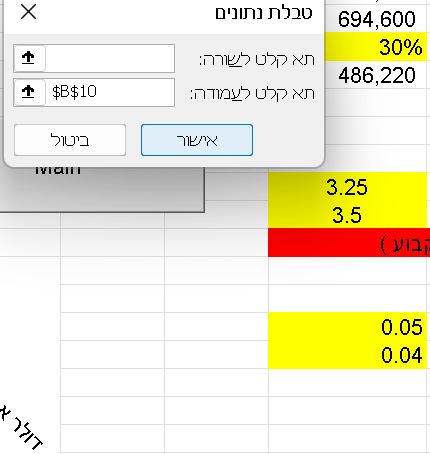 טבלת נתונים
תא קלט לשורה:
תא קלט לעמודה: $B$10
אישור ביטול
694,600
30%
486,220
Main
3.25
3.5
קבוע )
0.05
0.04
דולר